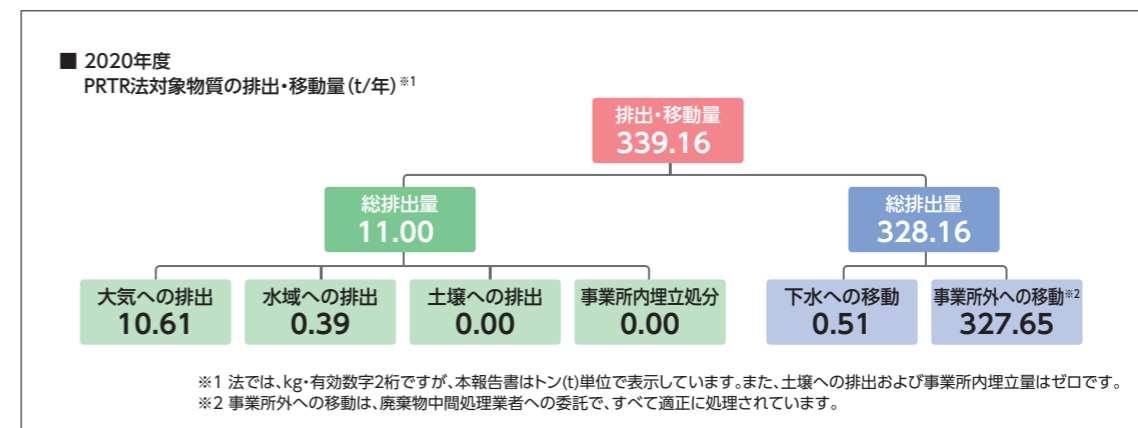 ■ 2020年度
PRTR法対象物質の排出・移動量(t/年)※1
排出・移動量
339.16
総排出量
11.00
総排出量
328.16
大気への排出
10.61
水域への排出
0.39
土壌への排出
0.00
事業所内埋立処分
0.00
下水への移動
0.51
事業所外への移動※2
327.65
※1 法では、kg・有効数字2桁ですが、本報告書はトン(t)単位で表示しています。また、土壌への排出および事業所内埋立量はゼロです。
※2 事業所外への移動は、廃棄物中間処理業者への委託で、すべて適正に処理されています。